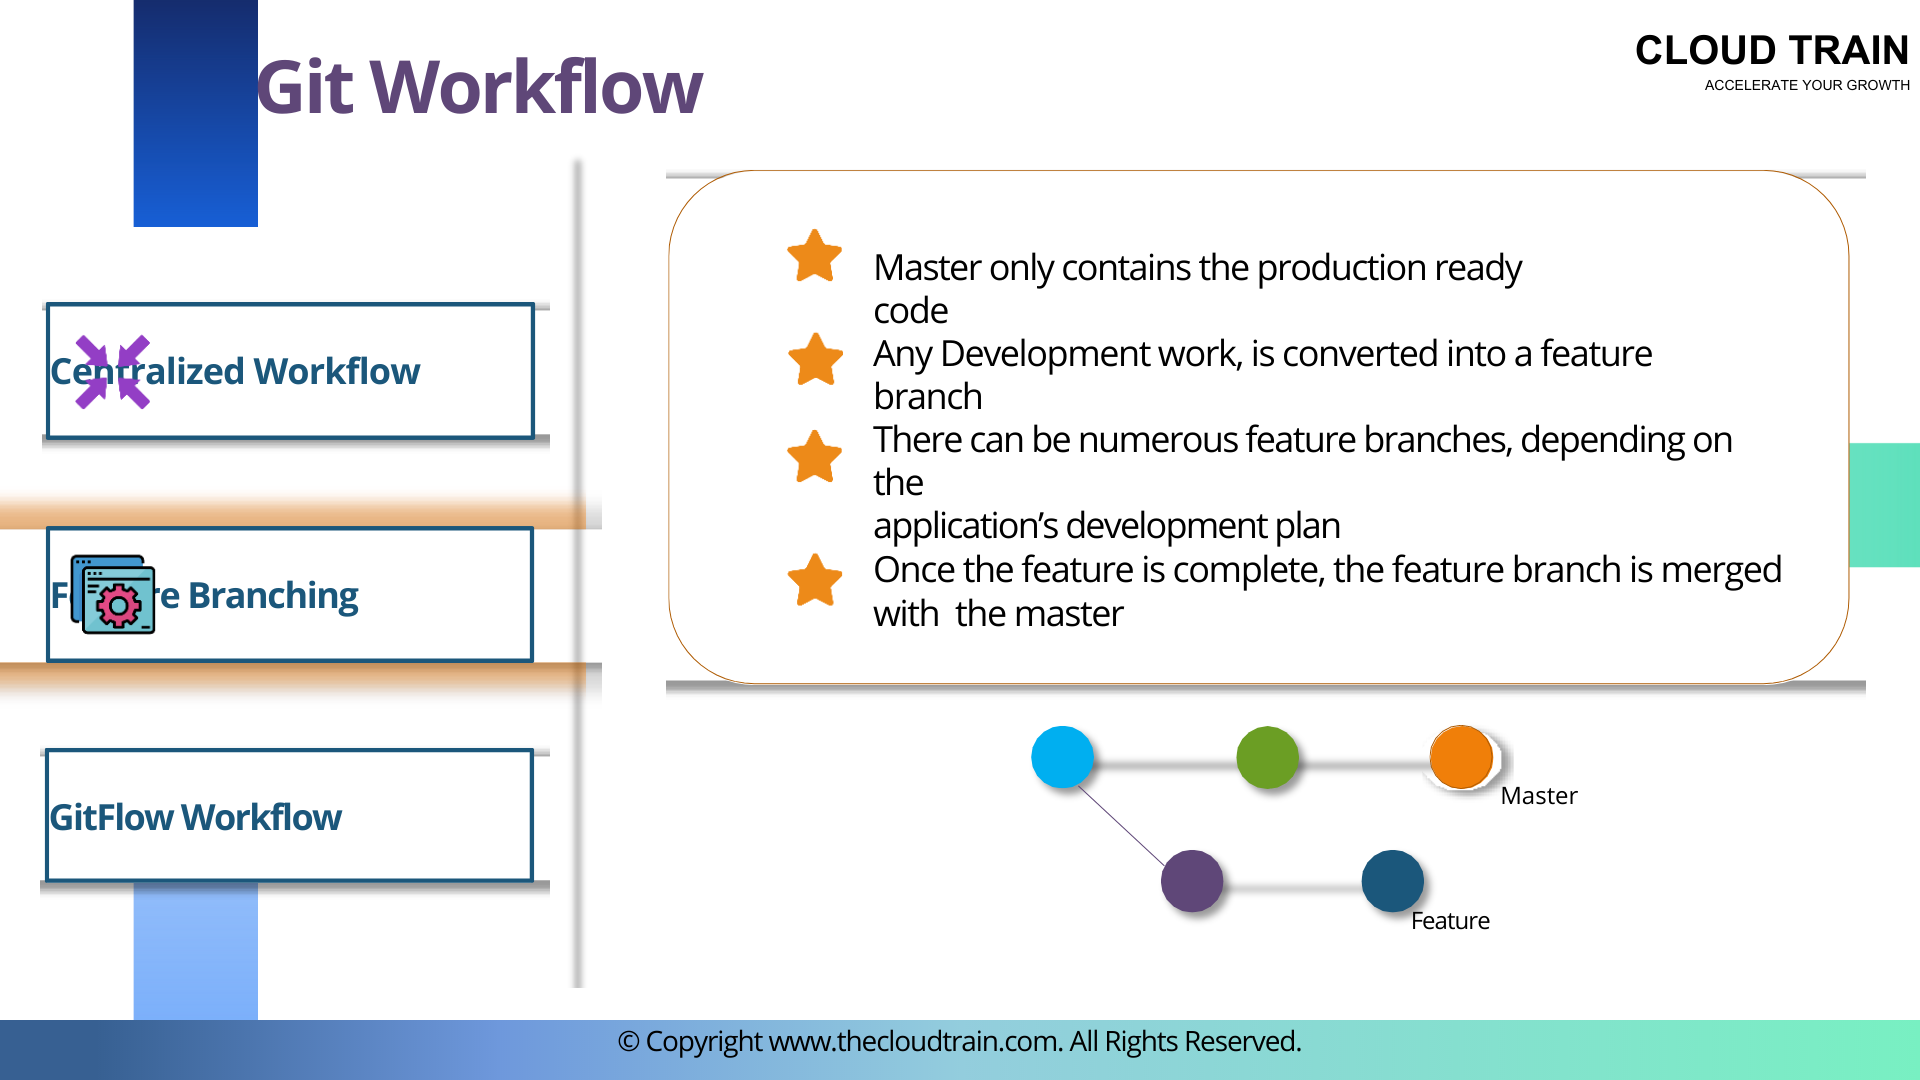 Git Workflow
CLOUD TRAIN
ACCELERATE YOUR GROWTH
Centralized Workflow
Feature Branching
GitFlow Workflow
Master only contains the production ready
code
Any Development work, is converted into a feature
branch
There can be numerous feature branches, depending on
the
application’s development plan
Once the feature is complete, the feature branch is merged
with the master
Master
Feature
© Copyright www.thecloudtrain.com. All Rights Reserved.